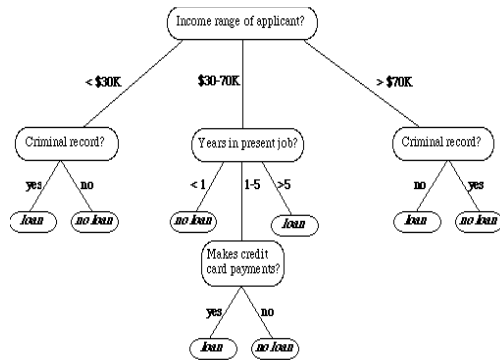 Income range of applicant?
< $30K
$30-70K
> $70K
Criminal record?
Years in present job?
Criminal record?
yes
no
< 1
1-5
>5
no
yes
loan
no loan
no loan
loan
loan
no loan
Makes credit
card payments?
yes
no
loan
no loan